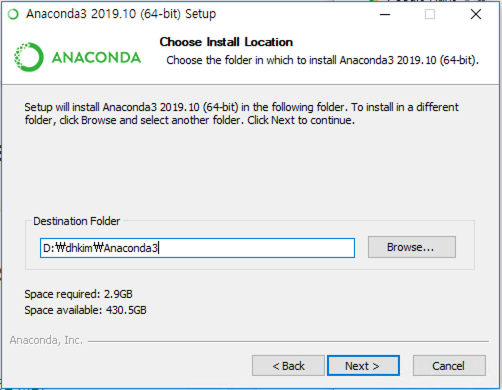 Anaconda3 2019.10 (64-bit) Setup
ANACONDA
Choose Install Location
Choose the folder in which to install Anaconda3 2019.10 (64-bit).
Setup will install Anaconda3 2019.10 (64-bit) in the following folder. To install in a different
folder, click Browse and select another folder. Click Next to continue.
Destination Folder
D:₩dhkim₩Anaconda3
Browse...
Space required: 2.9GB
Space available: 430.5GB
Anaconda, Inc.
< Back
Next >
Cancel